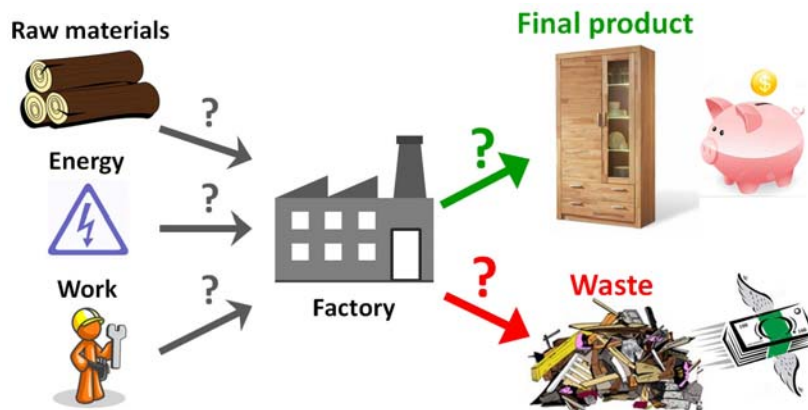 Raw materials
?
Energy
?
Work
?
Factory
?
Final product
$
?
Waste